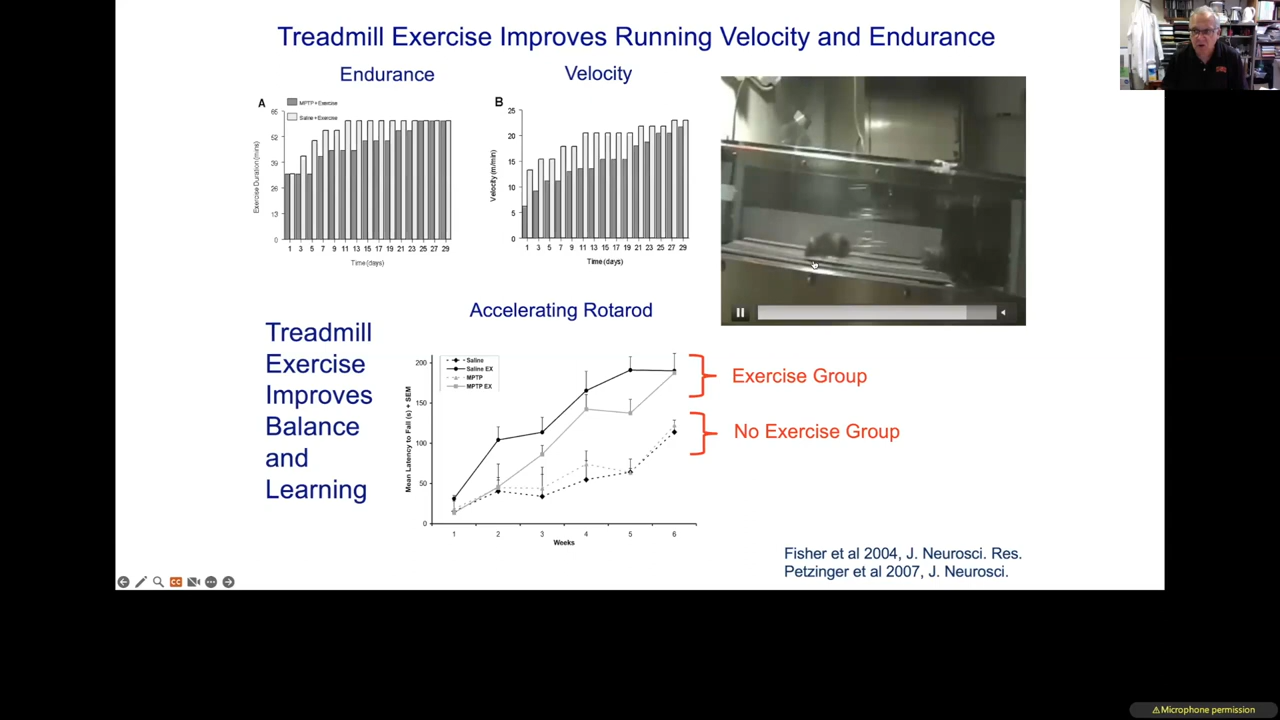 Treadmill Exercise Improves Running Velocity and Endurance
Endurance
Velocity
A
MPTP+Exercise
Saline+Exercise
65
52
39
26
13
0
Exercise Duration (mins)
1 3 5 7 9 11 13 15 17 19 21 23 25 27 29
Time (days)
B
25
20
15
10
5
0
Velocity (m/min)
1 3 5 7 9 11 13 15 17 19 21 23 25 27 29
Time (days)
Accelerating Rotarod
Treadmill
Exercise
Improves
Balance
and
Learning
Saline
Saline EX
MPTP
MPTP EX
200
150
100
50
0
Mean Latency to Fall (s) + SEM
1 2 3 4 5 6
Weeks
Exercise Group
No Exercise Group
Fisher et al 2004, J. Neurosci. Res.
Petzinger et al 2007, J. Neurosci.
CC
Microphone permission